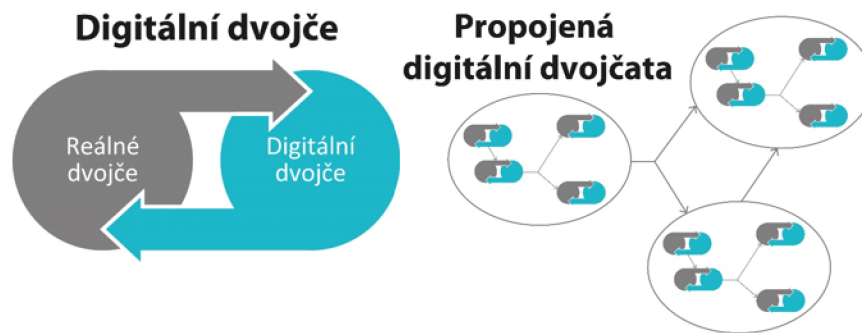 Digitální dvojče
Reálné
dvojče
Digitální
dvojče
Propojená
digitální dvojčata